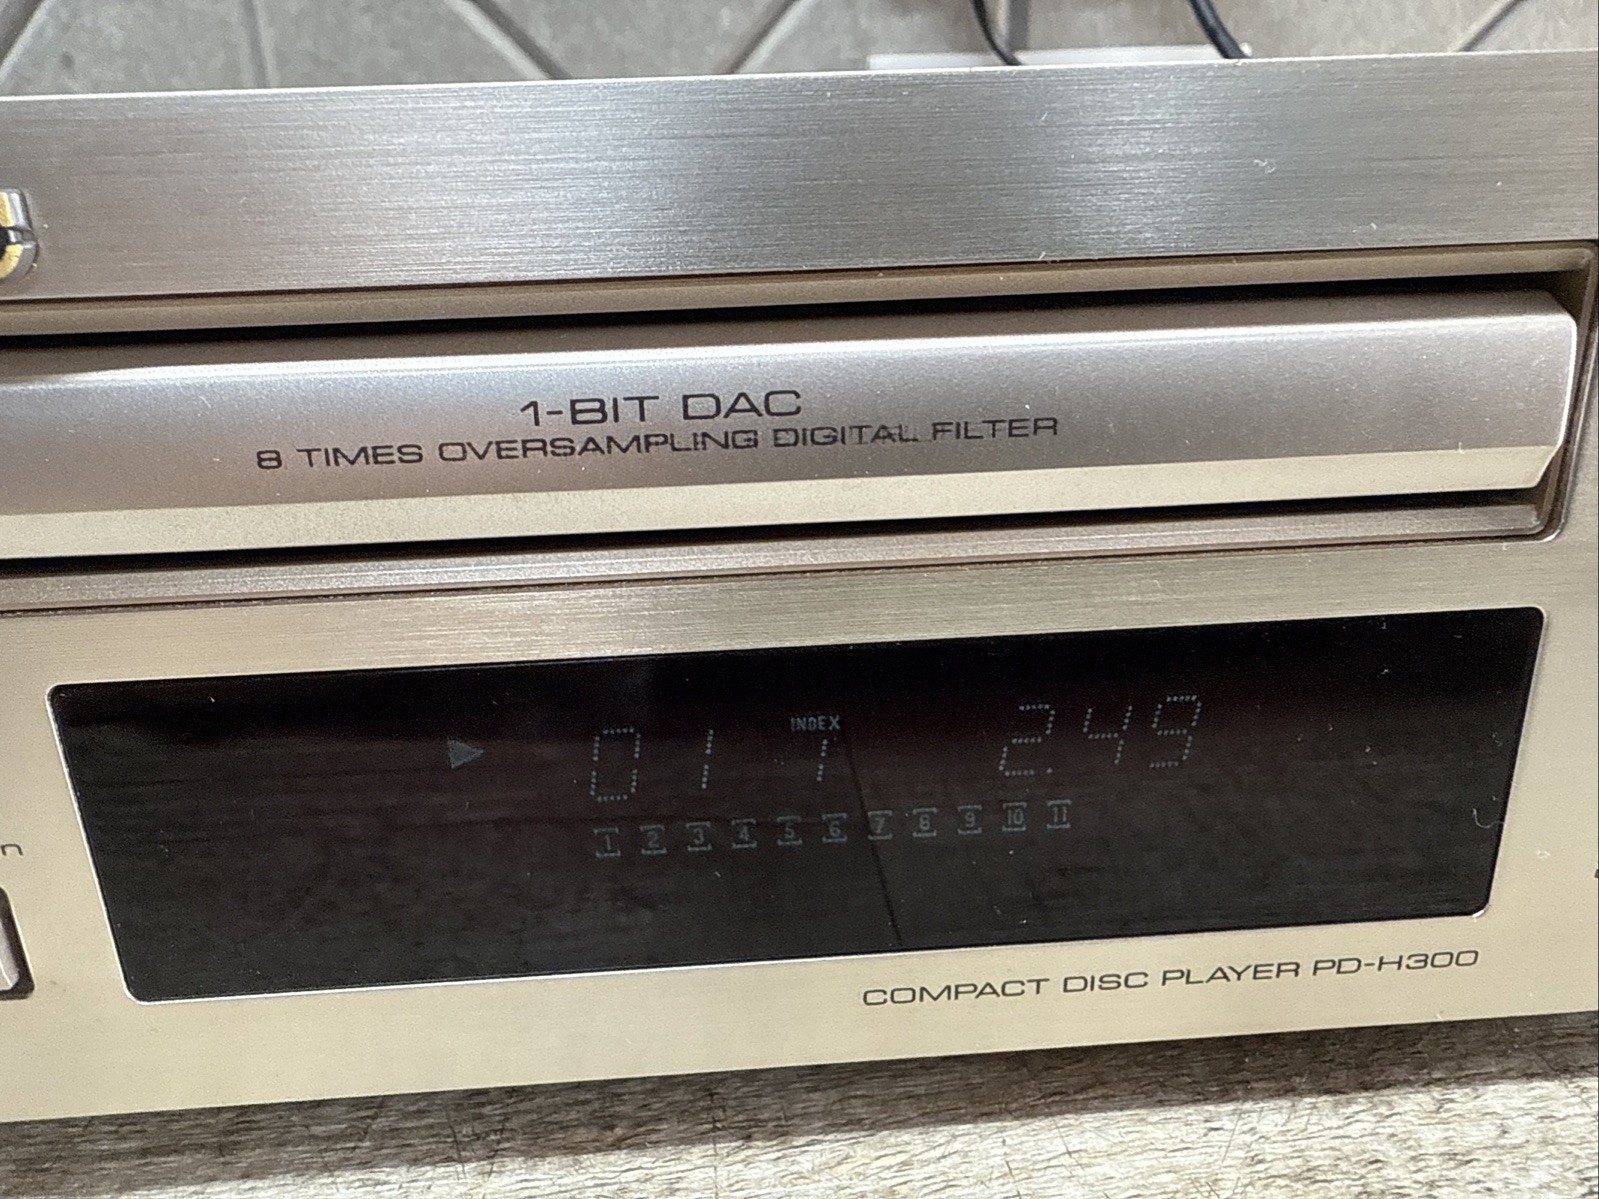 1-BIT DAC
8 TIMES OVERSAMPLING DIGITAL FILTER
INDEX
01 1 2.49
1 2 3 4 5 6 7 8 9 10 11
n
COMPACT DISC PLAYER PD-H300